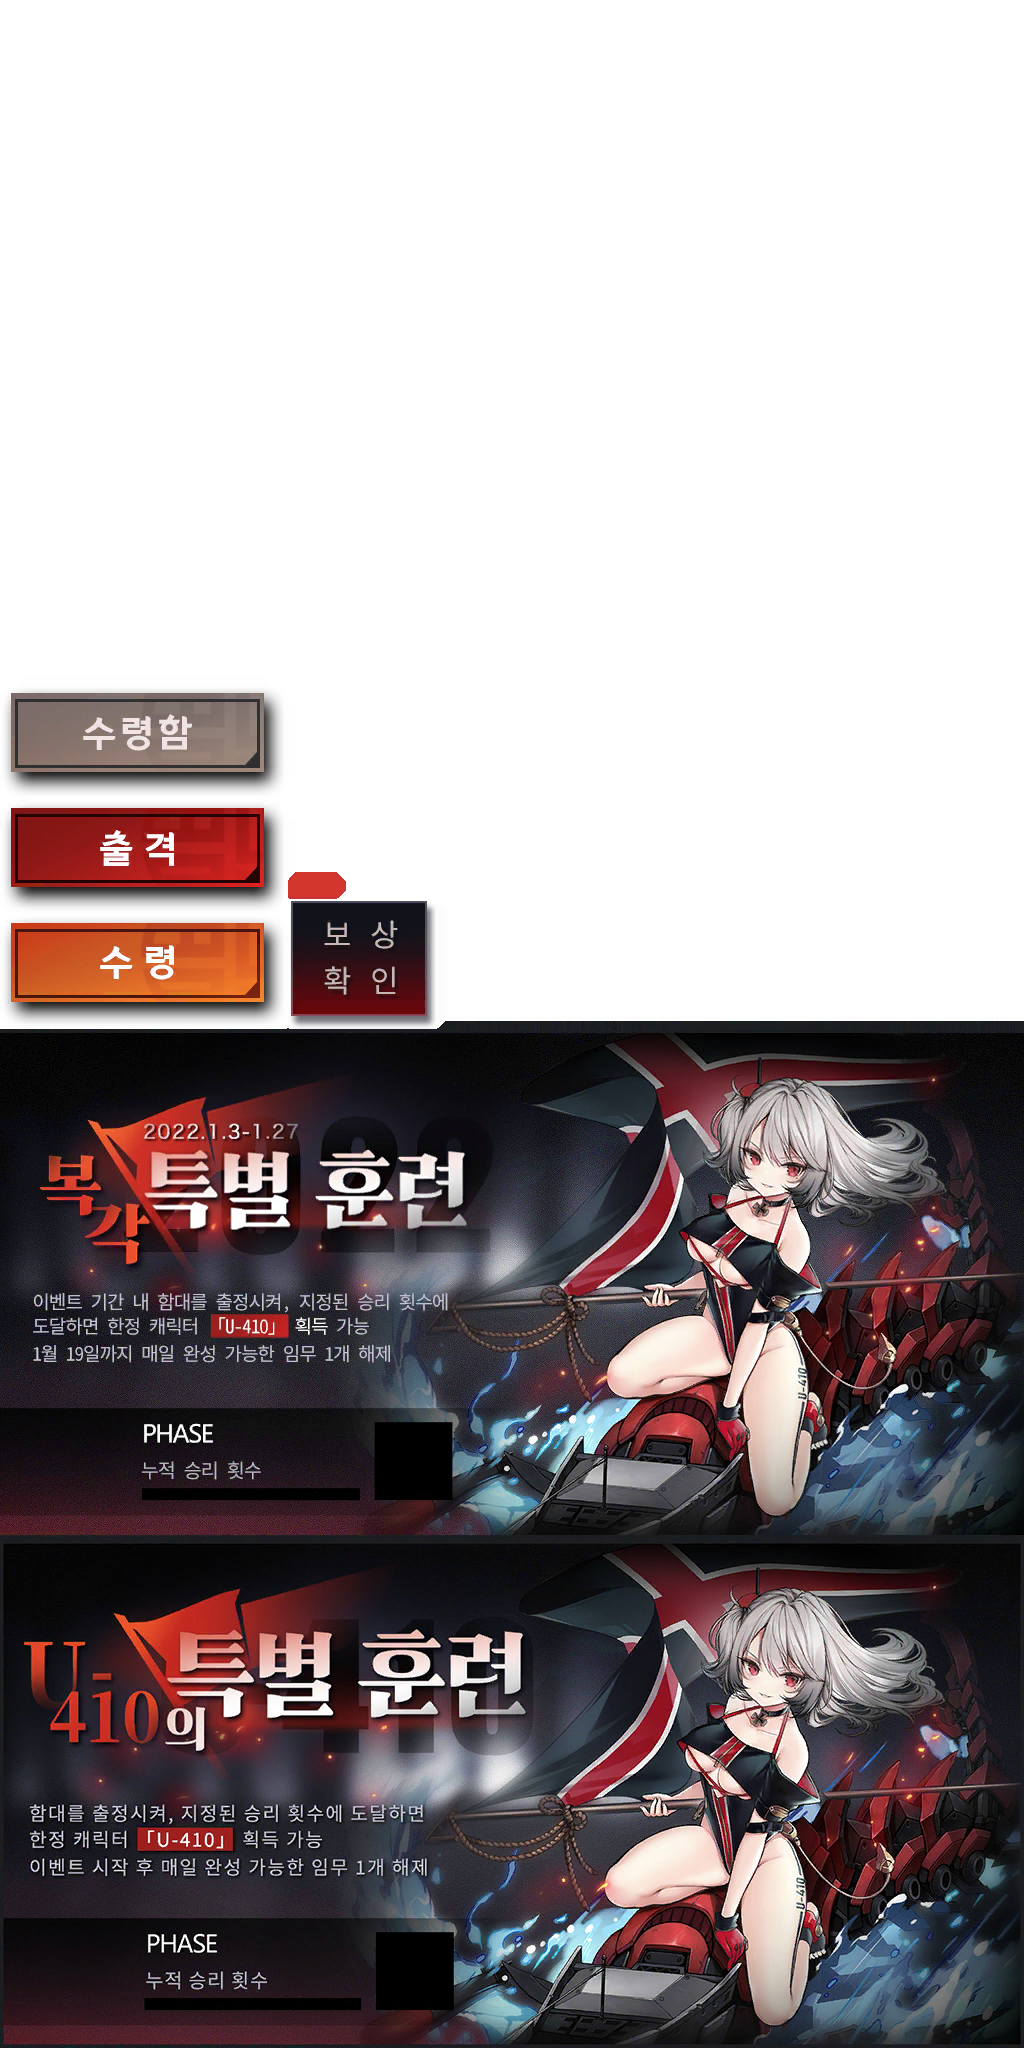 수령함
출격
수령
보상
확인
2022.1.3-1.27
복각 특별 훈련
이벤트 기간 내 함대를 출정시켜, 지정된 승리 횟수에
도달하면 한정 캐릭터 「U-410」 획득 가능
1월 19일까지 매일 완성 가능한 임무 1개 해제
PHASE
누적 승리 횟수
2022
U-410
U-410의 특별 훈련
410
함대를 출정시켜, 지정된 승리 횟수에 도달하면
한정 캐릭터 「U-410」 획득 가능
이벤트 시작 후 매일 완성 가능한 임무 1개 해제
PHASE
누적 승리 횟수
U-410